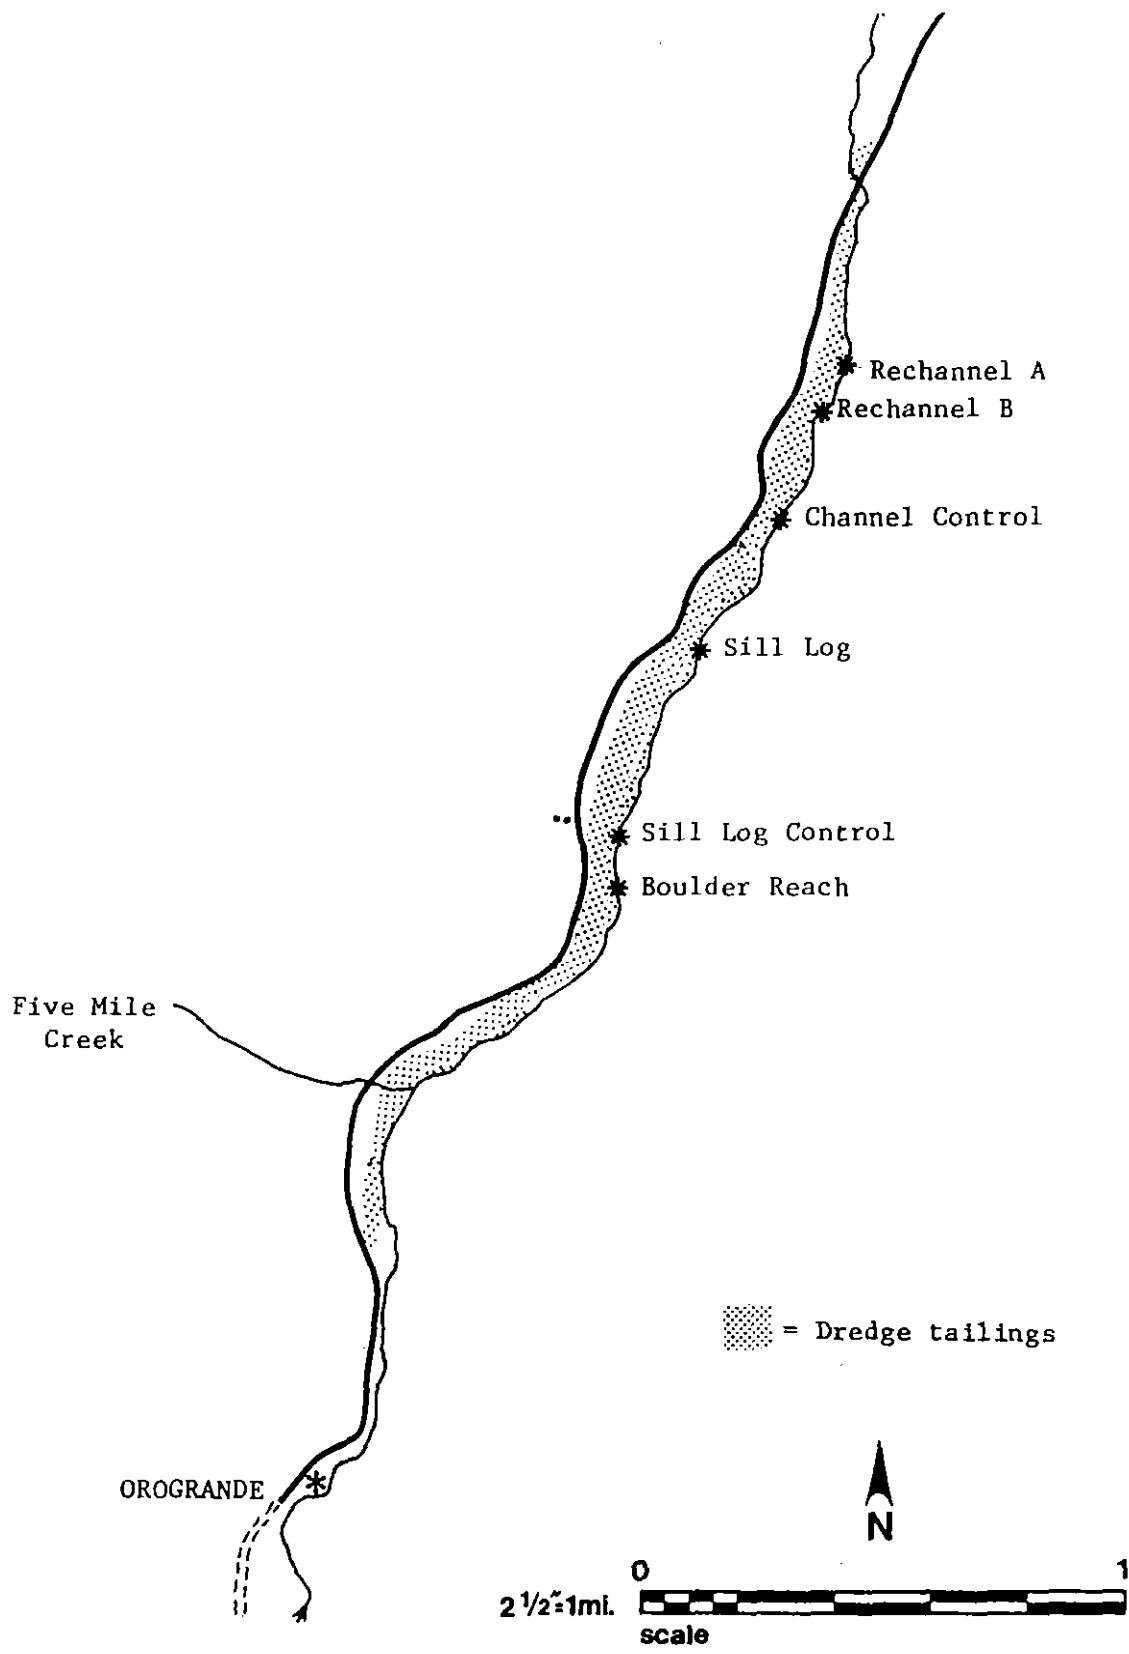 Rechannel A
Rechannel B
Channel Control
Sill Log
Sill Log Control
Boulder Reach
Five Mile
Creek
= Dredge tailings
OROGRANDE
N
0 1
2 1/2"=1mi.
scale